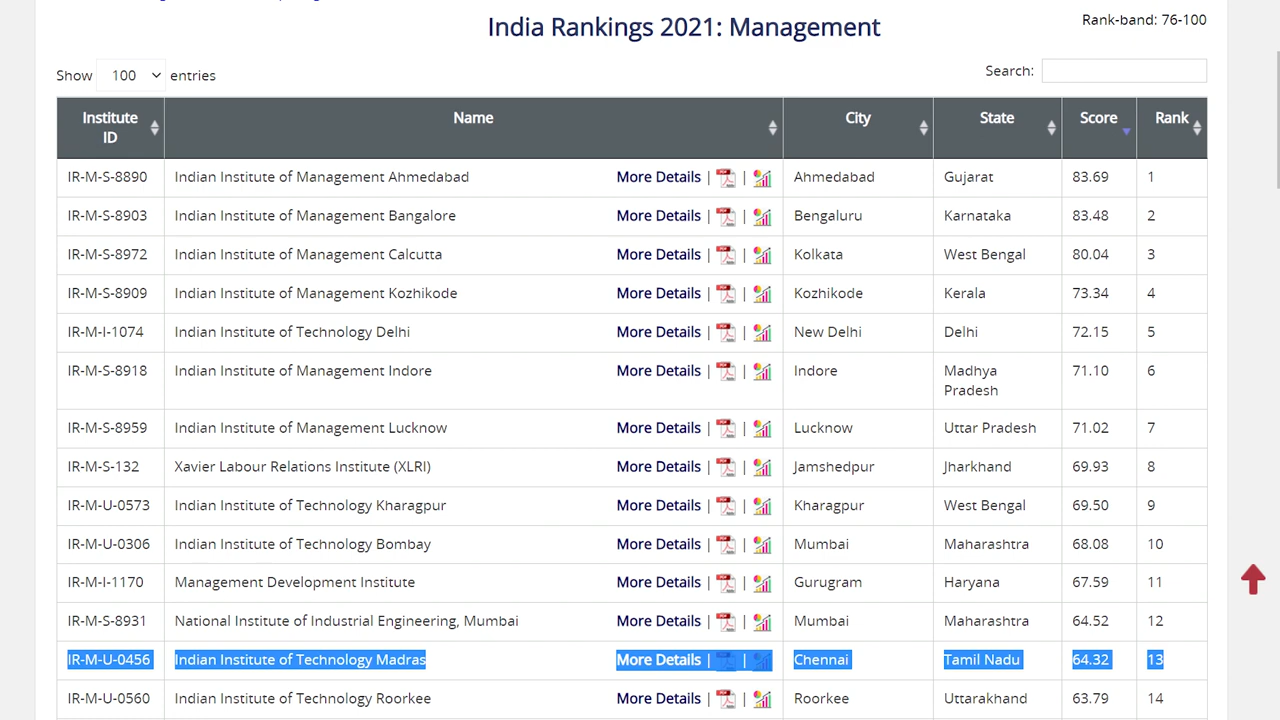 India Rankings 2021: Management
Rank-band: 76-100
Show 100 entries
Search:
Institute ID Name City State Score Rank
IR-M-S-8890 Indian Institute of Management Ahmedabad More Details | | Ahmedabad Gujarat 83.69 1
IR-M-S-8903 Indian Institute of Management Bangalore More Details | | Bengaluru Karnataka 83.48 2
IR-M-S-8972 Indian Institute of Management Calcutta More Details | | Kolkata West Bengal 80.04 3
IR-M-S-8909 Indian Institute of Management Kozhikode More Details | | Kozhikode Kerala 73.34 4
IR-M-I-1074 Indian Institute of Technology Delhi More Details | | New Delhi Delhi 72.15 5
IR-M-S-8918 Indian Institute of Management Indore More Details | | Indore Madhya Pradesh 71.10 6
IR-M-S-8959 Indian Institute of Management Lucknow More Details | | Lucknow Uttar Pradesh 71.02 7
IR-M-S-132 Xavier Labour Relations Institute (XLRI) More Details | | Jamshedpur Jharkhand 69.93 8
IR-M-U-0573 Indian Institute of Technology Kharagpur More Details | | Kharagpur West Bengal 69.50 9
IR-M-U-0306 Indian Institute of Technology Bombay More Details | | Mumbai Maharashtra 68.08 10
IR-M-I-1170 Management Development Institute More Details | | Gurugram Haryana 67.59 11
IR-M-S-8931 National Institute of Industrial Engineering, Mumbai More Details | | Mumbai Maharashtra 64.52 12
IR-M-U-0456 Indian Institute of Technology Madras More Details | | Chennai Tamil Nadu 64.32 13
IR-M-U-0560 Indian Institute of Technology Roorkee More Details | | Roorkee Uttarakhand 63.79 14